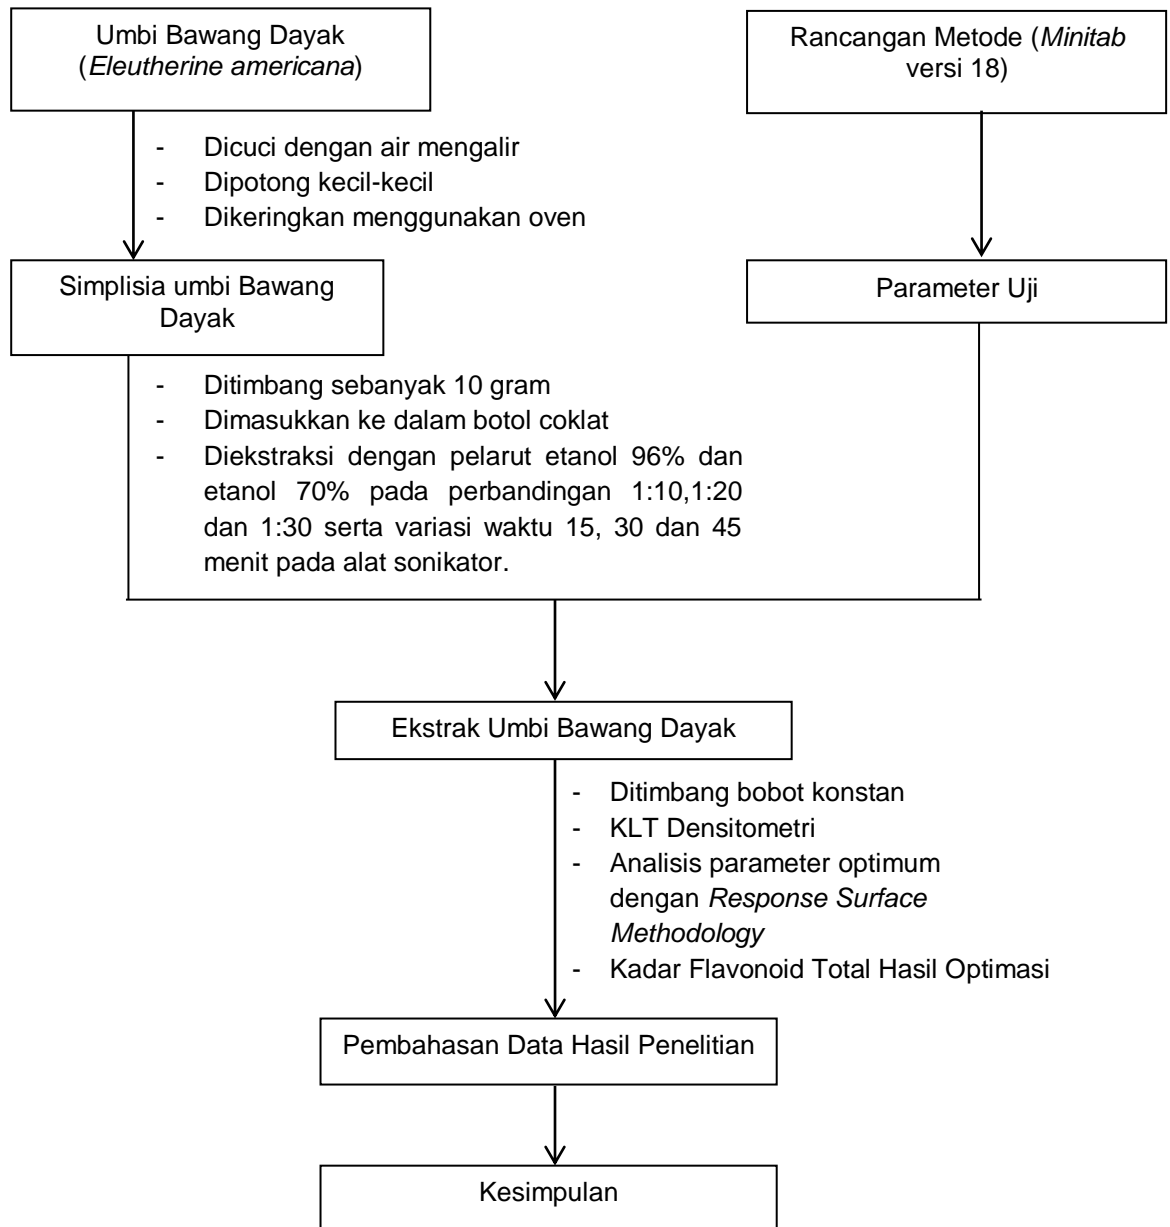 Umbi Bawang Dayak
(Eleutherine americana)
Rancangan Metode (Minitab
versi 18)
- Dicuci dengan air mengalir
- Dipotong kecil-kecil
- Dikeringkan menggunakan oven
Simplisia umbi Bawang
Dayak
Parameter Uji
- Ditimbang sebanyak 10 gram
- Dimasukkan ke dalam botol coklat
- Diekstraksi dengan pelarut etanol 96% dan
etanol 70% pada perbandingan 1:10,1:20
dan 1:30 serta variasi waktu 15, 30 dan 45
menit pada alat sonikator.
Ekstrak Umbi Bawang Dayak
- Ditimbang bobot konstan
- KLT Densitometri
- Analisis parameter optimum
dengan Response Surface
Methodology
- Kadar Flavonoid Total Hasil Optimasi
Pembahasan Data Hasil Penelitian
Kesimpulan